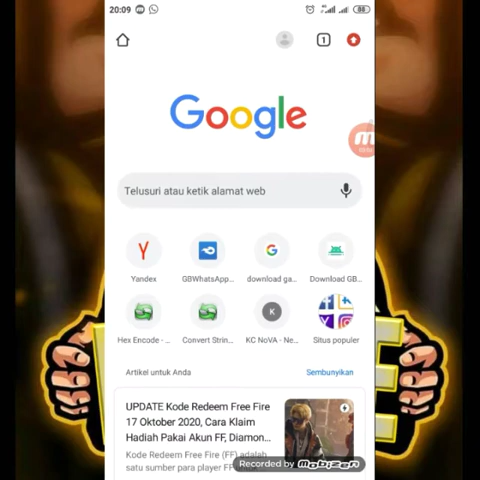 20:09
88
1
Google
Telusuri atau ketik alamat web
Yandex
GBWhatsApp...
download ga...
Download GB...
Hex Encode - ...
Convert Strin...
KC NoVA - Ne...
Situs populer
Artikel untuk Anda
Sembunyikan
UPDATE Kode Redeem Free Fire
17 Oktober 2020, Cara Klaim
Hadiah Pakai Akun FF, Diamon...
Kode Redeem Free Fire (FF) adalah
satu sumber para player FF
Recorded by Mobizen